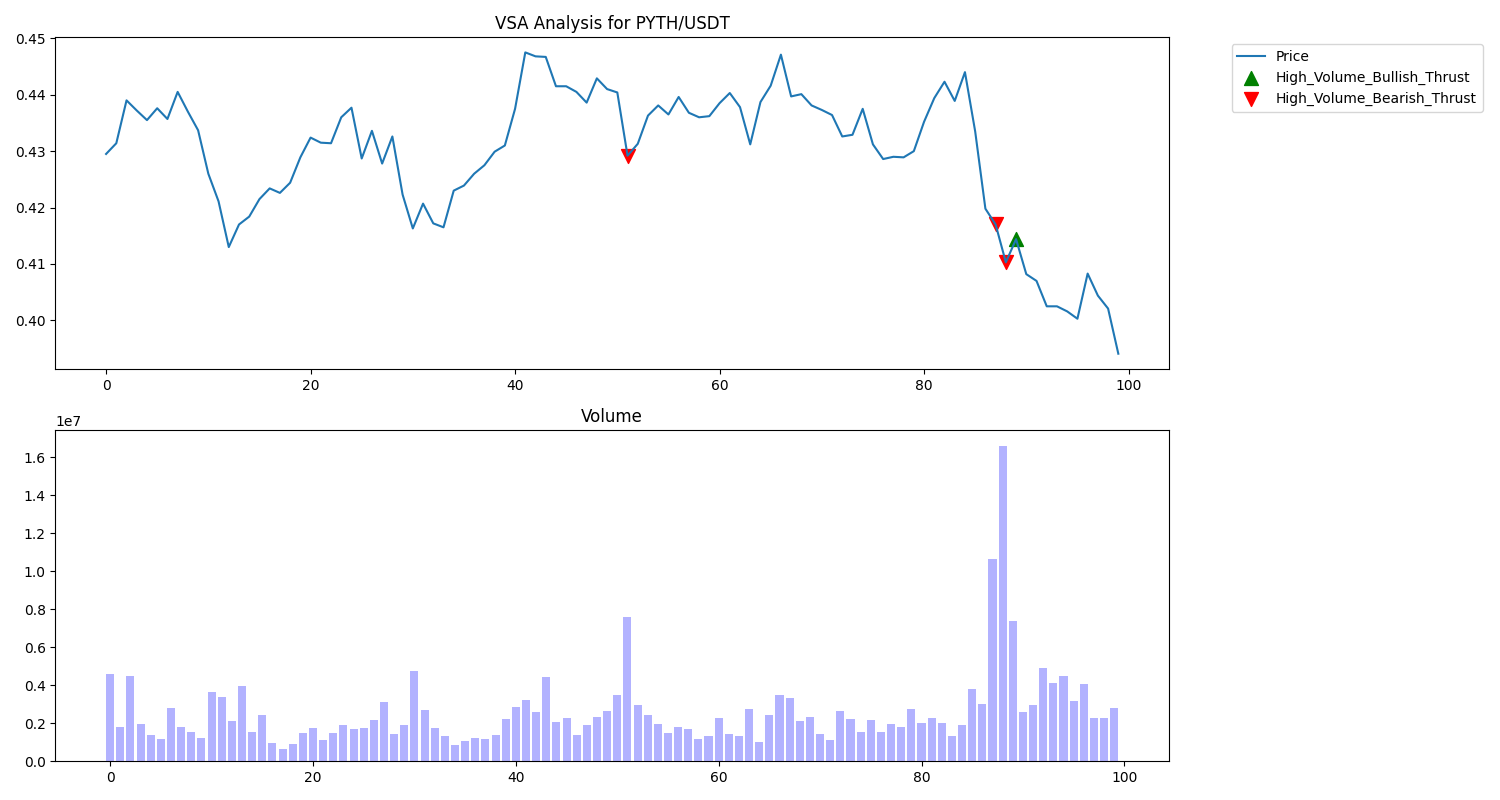 VSA Analysis for PYTH/USDT
0.45
0.44
0.43
0.42
0.41
0.40
0 20 40 60 80 100
Price
High_Volume_Bullish_Thrust
High_Volume_Bearish_Thrust
Volume
1e7
1.6
1.4
1.2
1.0
0.8
0.6
0.4
0.2
0.0
0 20 40 60 80 100